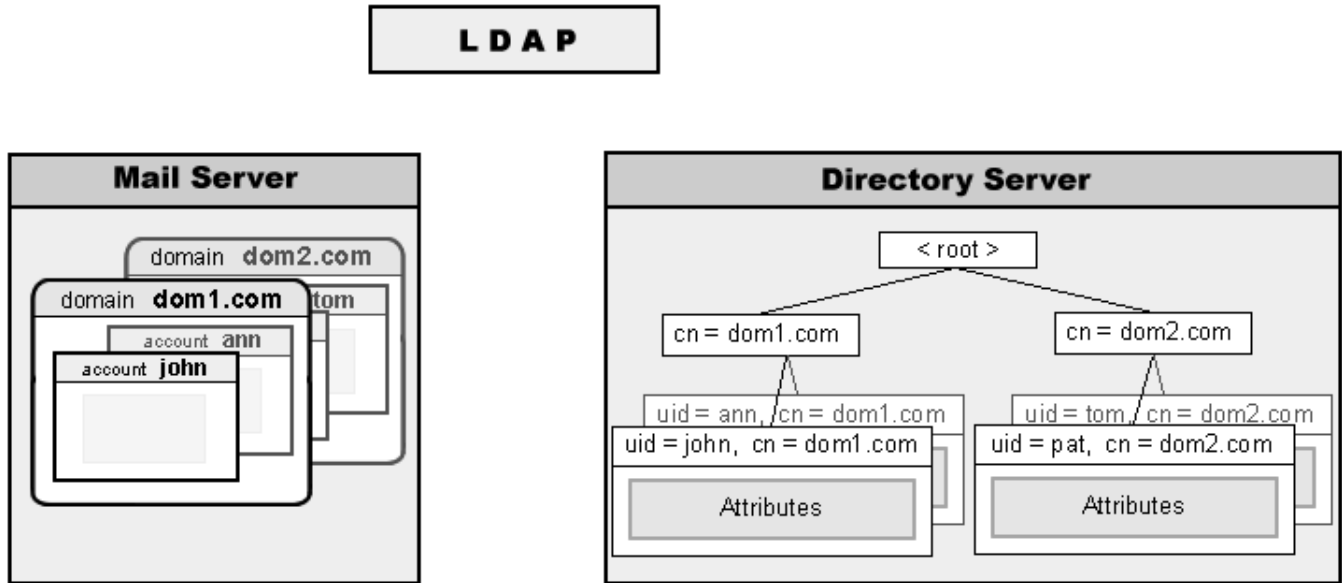 L D A P
Mail Server
domain dom2.com
domain dom1.com
tom
account ann
account john
Directory Server
< root >
cn = dom1.com
cn = dom2.com
uid = ann, cn = dom1.com
uid = tom, cn = dom2.com
uid = john, cn = dom1.com
uid = pat, cn = dom2.com
Attributes
Attributes